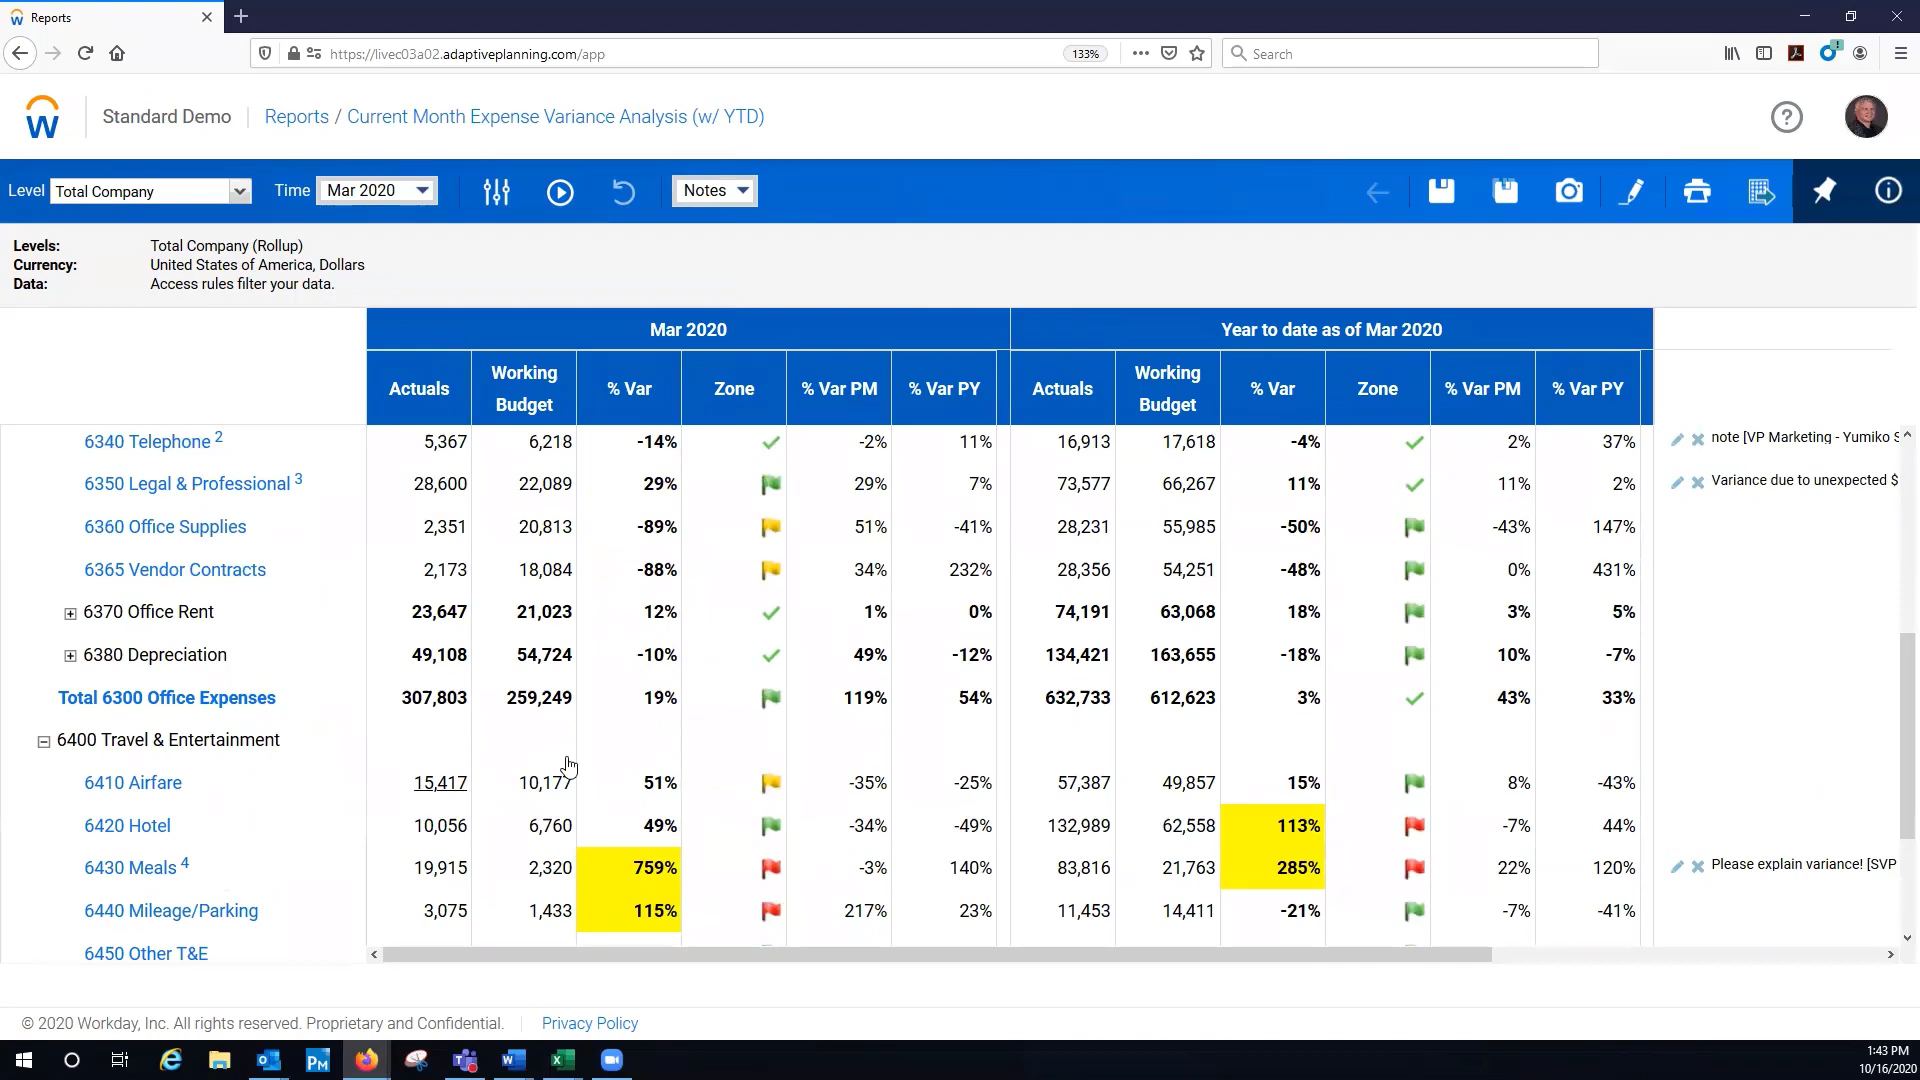 Reports
https://livec03a02.adaptiveplanning.com/app
133%
Search
Standard Demo
Reports / Current Month Expense Variance Analysis (w/ YTD)
Level Total Company Time Mar 2020 Notes
Levels: Total Company (Rollup)
Currency: United States of America, Dollars
Data: Access rules filter your data.
Mar 2020 Year to date as of Mar 2020
Actuals Working Budget % Var Zone % Var PM % Var PY Actuals Working Budget % Var Zone % Var PM % Var PY
6340 Telephone 2 5,367 6,218 -14% -2% 11% 16,913 17,618 -4% 2% 37% note [VP Marketing - Yumiko S
6350 Legal & Professional 3 28,600 22,089 29% 29% 7% 73,577 66,267 11% 11% 2% Variance due to unexpected $
6360 Office Supplies 2,351 20,813 -89% 51% -41% 28,231 55,985 -50% -43% 147%
6365 Vendor Contracts 2,173 18,084 -88% 34% 232% 28,356 54,251 -48% 0% 431%
6370 Office Rent 23,647 21,023 12% 1% 0% 74,191 63,068 18% 3% 5%
6380 Depreciation 49,108 54,724 -10% 49% -12% 134,421 163,655 -18% 10% -7%
Total 6300 Office Expenses 307,803 259,249 19% 119% 54% 632,733 612,623 3% 43% 33%
6400 Travel & Entertainment
6410 Airfare 15,417 10,177 51% -35% -25% 57,387 49,857 15% 8% -43%
6420 Hotel 10,056 6,760 49% -34% -49% 132,989 62,558 113% -7% 44%
6430 Meals 4 19,915 2,320 759% -3% 140% 83,816 21,763 285% 22% 120% Please explain variance! [SVP
6440 Mileage/Parking 3,075 1,433 115% 217% 23% 11,453 14,411 -21% -7% -41%
6450 Other T&E
© 2020 Workday, Inc. All rights reserved. Proprietary and Confidential. Privacy Policy
1:43 PM
10/16/2020